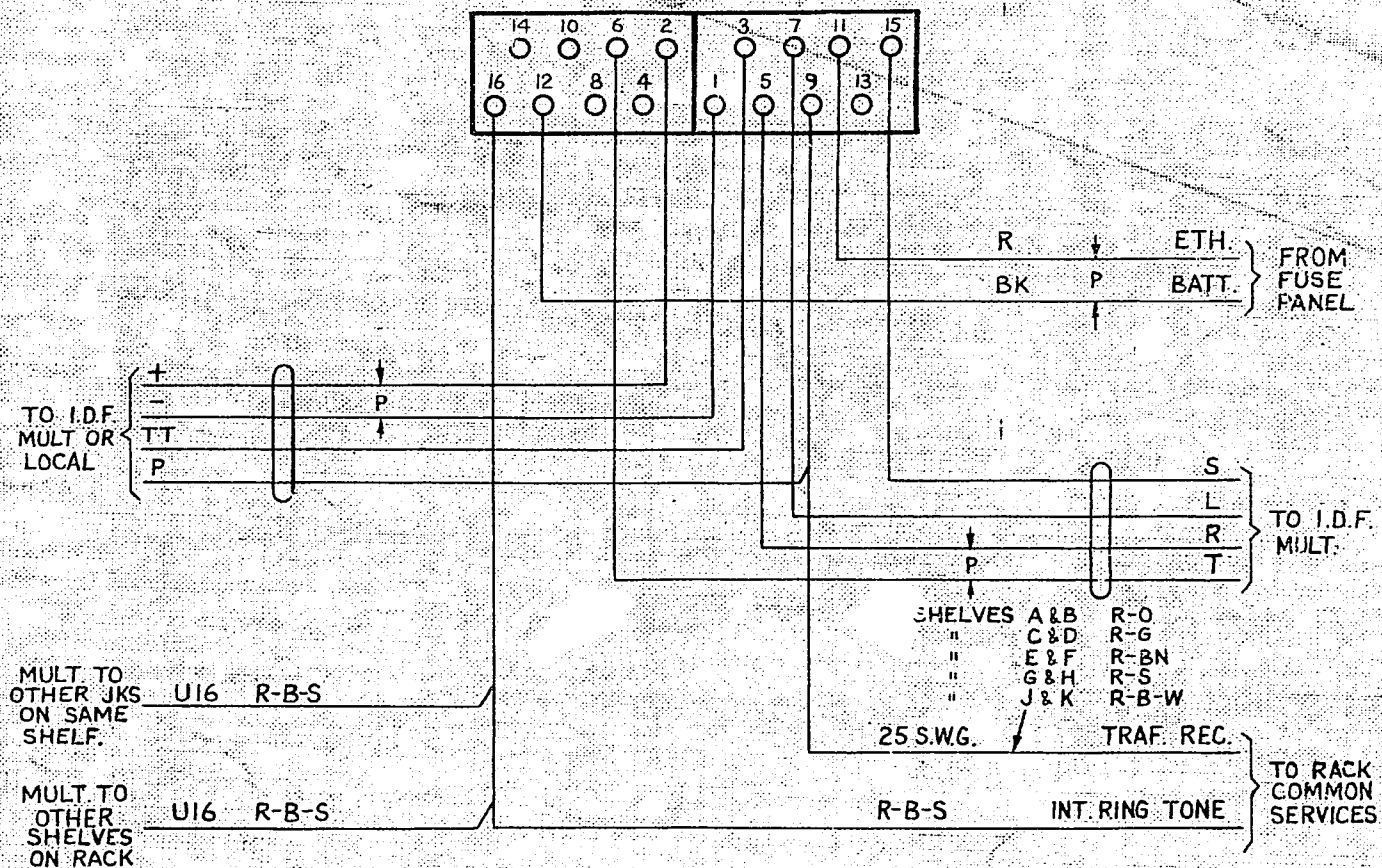 14 10 6 2 3 7 11 15
16 12 8 4 1 5 9 13
R P ETH.
BK BATT.
FROM
FUSE
PANEL
+
-
TT
P
P
TO I.D.F.
MULT OR
LOCAL
S
L
R
T
P
TO I.D.F.
MULT.
SHELVES A & B R-O
" C & D R-G
" E & F R-BN
" G & H R-S
" J & K R-B-W
MULT. TO
OTHER JKS
ON SAME
SHELF.
U16 R-B-S
25 S.W.G. TRAF. REC.
MULT. TO
OTHER
SHELVES
ON RACK
U16 R-B-S
R-B-S INT. RING TONE
TO RACK
COMMON
SERVICES